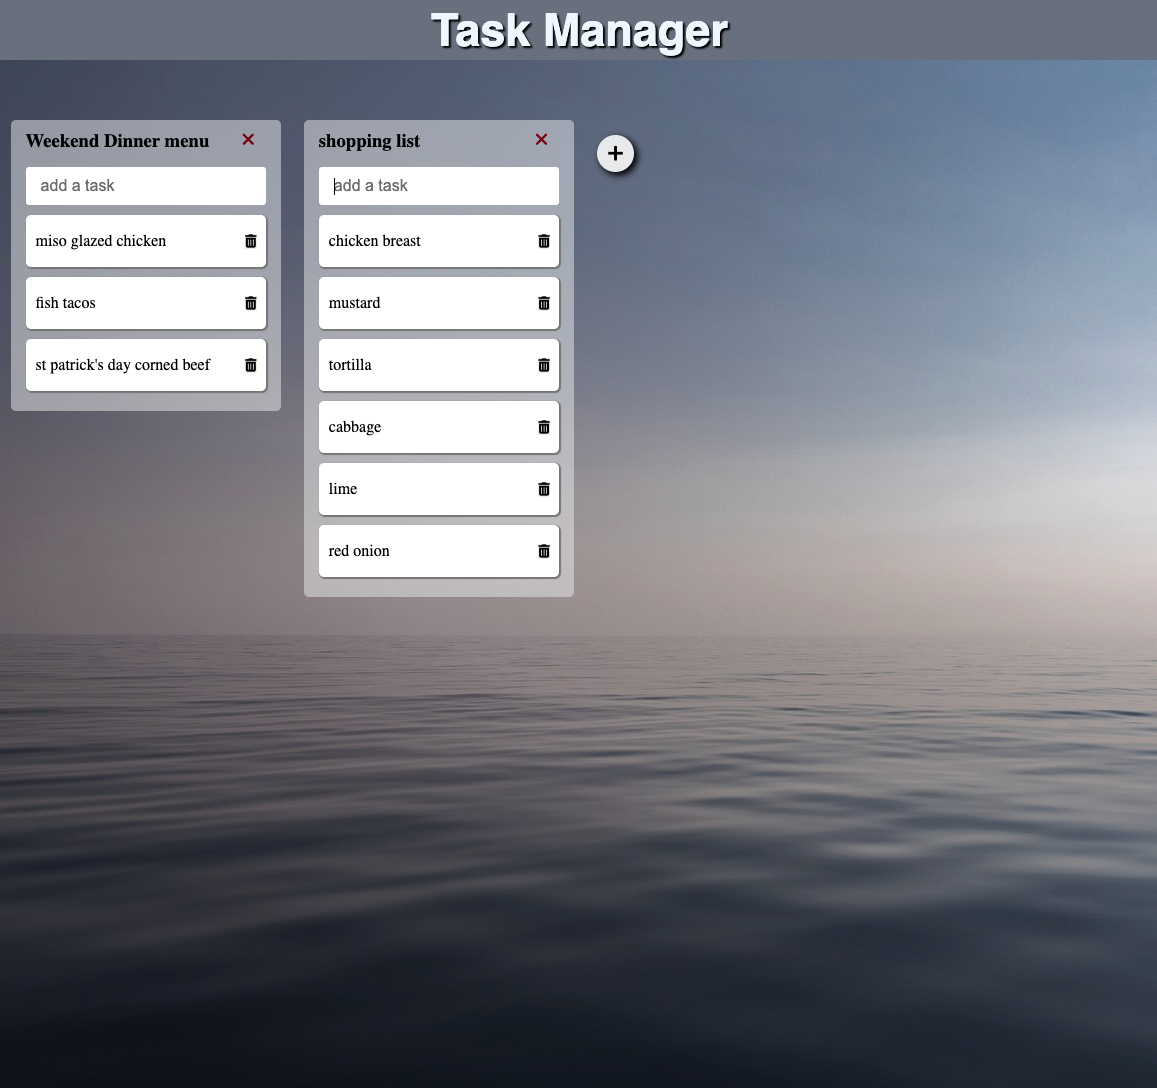 Task Manager
Weekend Dinner menu
add a task
miso glazed chicken
fish tacos
st patrick's day corned beef
shopping list
add a task
chicken breast
mustard
tortilla
cabbage
lime
red onion